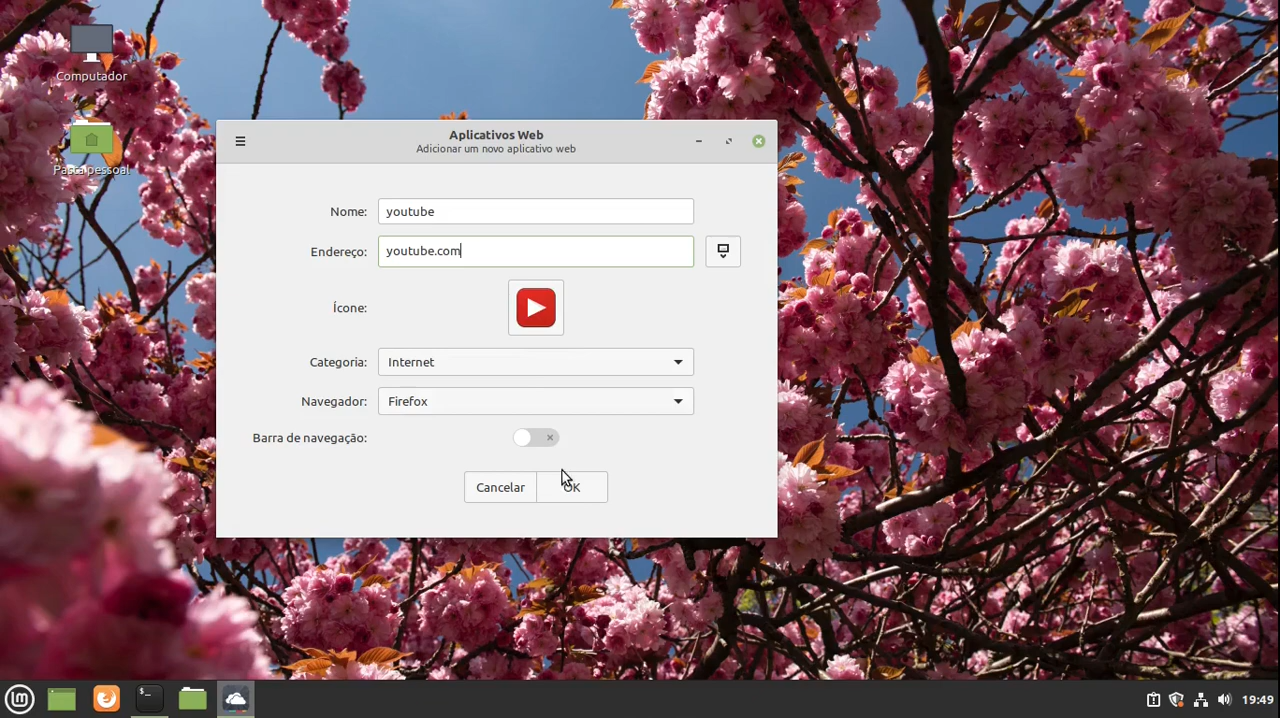 Computador
Pasta pessoal
Aplicativos Web
Adicionar um novo aplicativo web
Nome: youtube
Endereço: youtube.com
Ícone:
Categoria: Internet
Navegador: Firefox
Barra de navegação:
Cancelar OK
19:49